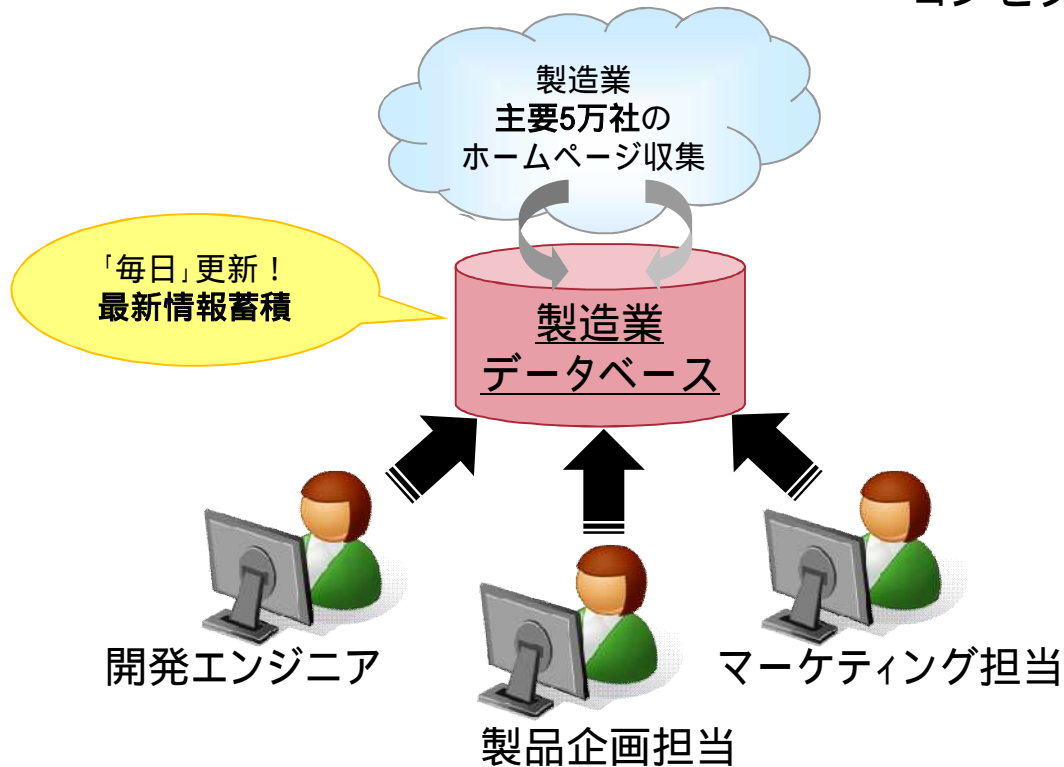 製造業
主要5万社の
ホームページ収集
「毎日」更新！
最新情報蓄積
製造業
データベース
開発エンジニア
製品企画担当
マーケティング担当